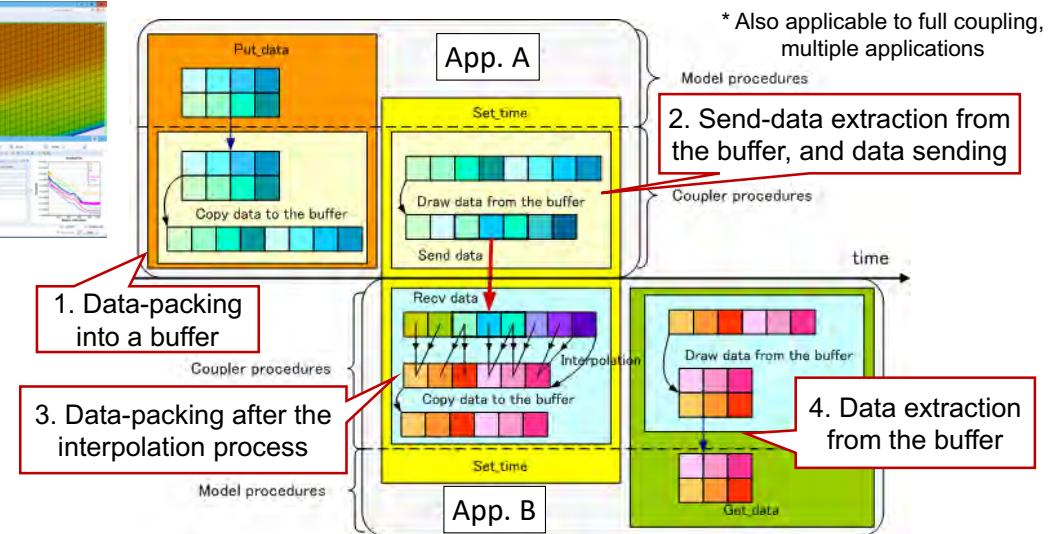 * Also applicable to full coupling,
multiple applications
Put_data
App. A
Model procedures
Set_time
2. Send-data extraction from
the buffer, and data sending
Copy data to the buffer
Draw data from the buffer
Coupler procedures
Send data
time
1. Data-packing
into a buffer
Recv data
Interpolation
Draw data from the buffer
Coupler procedures
Copy data to the buffer
3. Data-packing after the
interpolation process
4. Data extraction
from the buffer
Set_time
Model procedures
App. B
Get_data